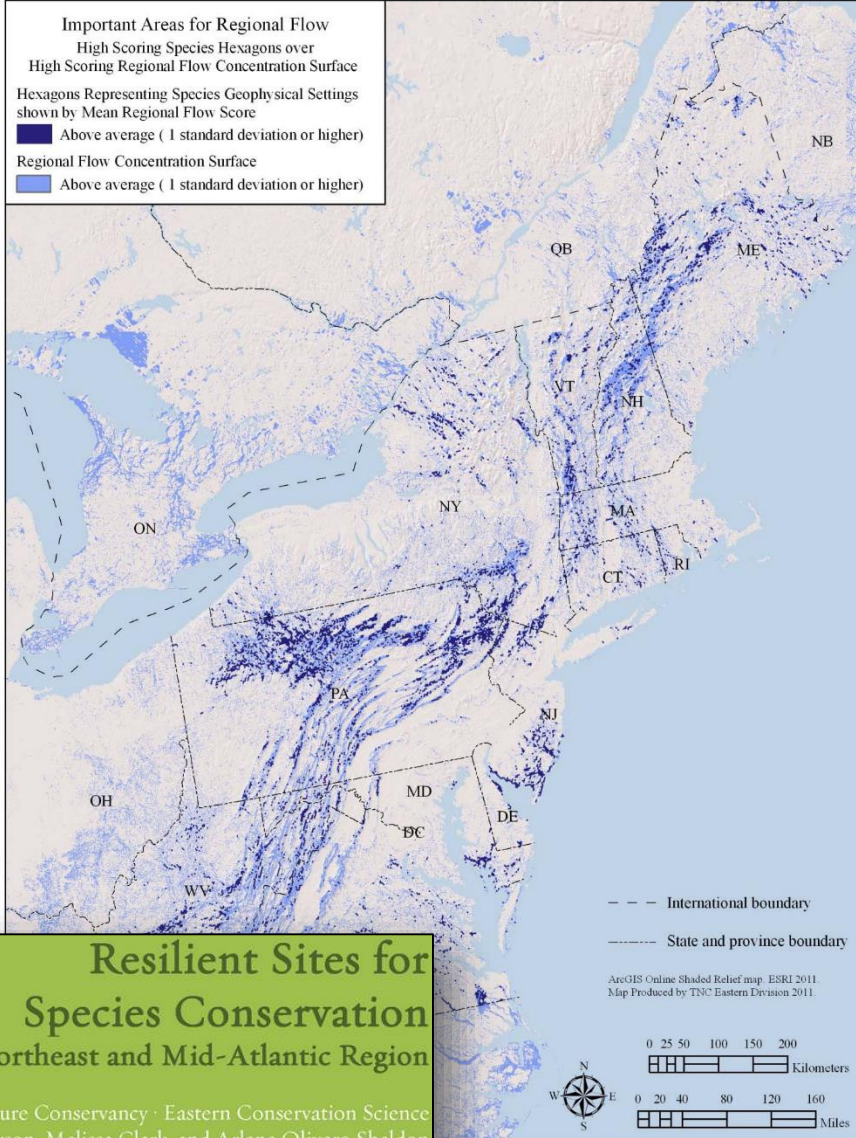 Important Areas for Regional Flow
High Scoring Species Hexagons over
High Scoring Regional Flow Concentration Surface
Hexagons Representing Species Geophysical Settings
shown by Mean Regional Flow Score
Above average ( 1 standard deviation or higher)
Regional Flow Concentration Surface
Above average ( 1 standard deviation or higher)
NB
QB
ME
VT
NH
ON
NY
MA
CT
RI
PA
NJ
OH
MD
DE
DC
WV
International boundary
State and province boundary
ArcGIS Online Shaded Relief map. ESRI 2011.
Map Produced by TNC Eastern Division 2011.
0 25 50 100 150 200
Kilometers
0 20 40 80 120 160
Miles
N
W E
S
Resilient Sites for
Species Conservation
ortheast and Mid-Atlantic Region
ure Conservancy · Eastern Conservation Science